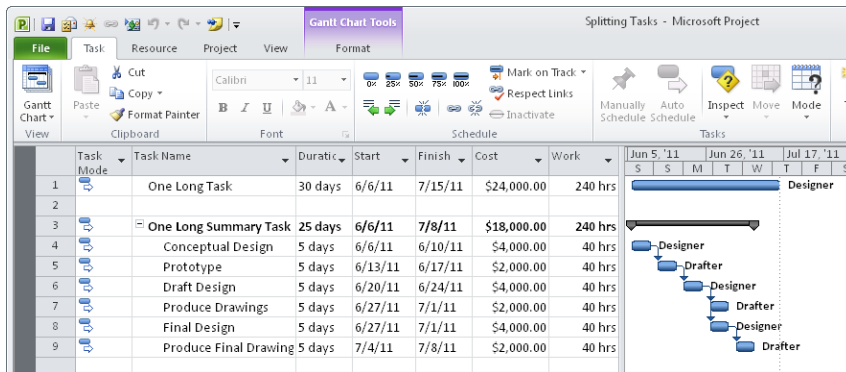 Gantt Chart Tools
Splitting Tasks - Microsoft Project
File Task Resource Project View Format
Gantt Chart
View
Paste
Cut
Copy
Format Painter
Clipboard
Calibri 11
B I U A
Font
0% 25% 50% 75% 100%
Mark on Track
Respect Links
Inactivate
Schedule
Manually Schedule
Auto Schedule
Inspect
Move
Mode
Tasks
Task Mode Task Name Duratic Start Finish Cost Work
Jun 5, '11 Jun 26, '11 Jul 17, '11
S S M T W T F
1 One Long Task 30 days 6/6/11 7/15/11 $24,000.00 240 hrs Designer
2
3 One Long Summary Task 25 days 6/6/11 7/8/11 $18,000.00 240 hrs
4 Conceptual Design 5 days 6/6/11 6/10/11 $4,000.00 40 hrs Designer
5 Prototype 5 days 6/13/11 6/17/11 $2,000.00 40 hrs Drafter
6 Draft Design 5 days 6/20/11 6/24/11 $4,000.00 40 hrs Designer
7 Produce Drawings 5 days 6/27/11 7/1/11 $2,000.00 40 hrs Drafter
8 Final Design 5 days 6/27/11 7/1/11 $4,000.00 40 hrs Designer
9 Produce Final Drawing 5 days 7/4/11 7/8/11 $2,000.00 40 hrs Drafter